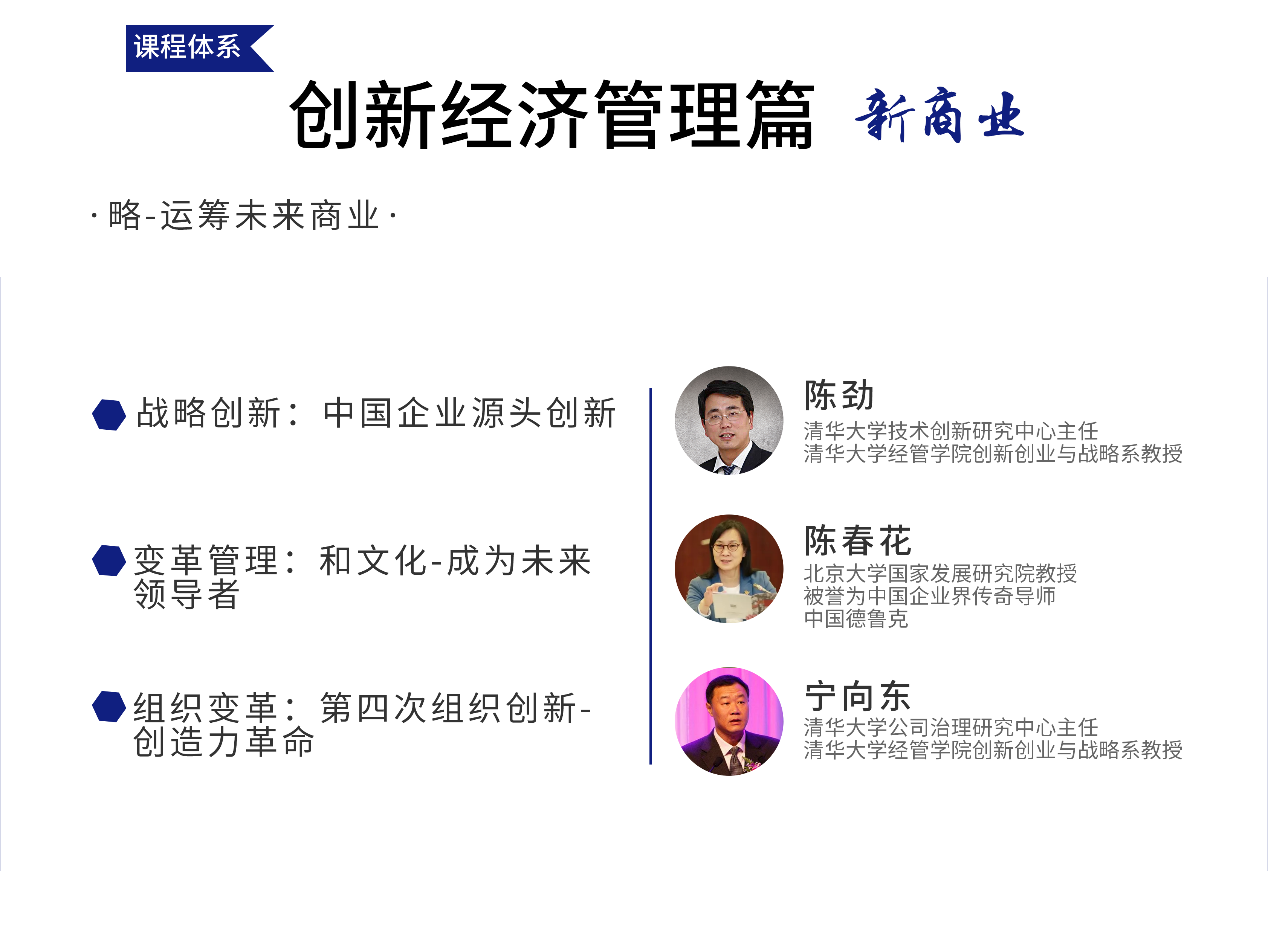 课程体系
创新经济管理篇 新商业
·略-运筹未来商业·
战略创新：中国企业源头创新
变革管理：和文化-成为未来
领导者
组织变革：第四次组织创新-
创造力革命
陈劲
清华大学技术创新研究中心主任
清华大学经管学院创新创业与战略系教授
陈春花
北京大学国家发展研究院教授
被誉为中国企业界传奇导师
中国德鲁克
宁向东
清华大学公司治理研究中心主任
清华大学经管学院创新创业与战略系教授